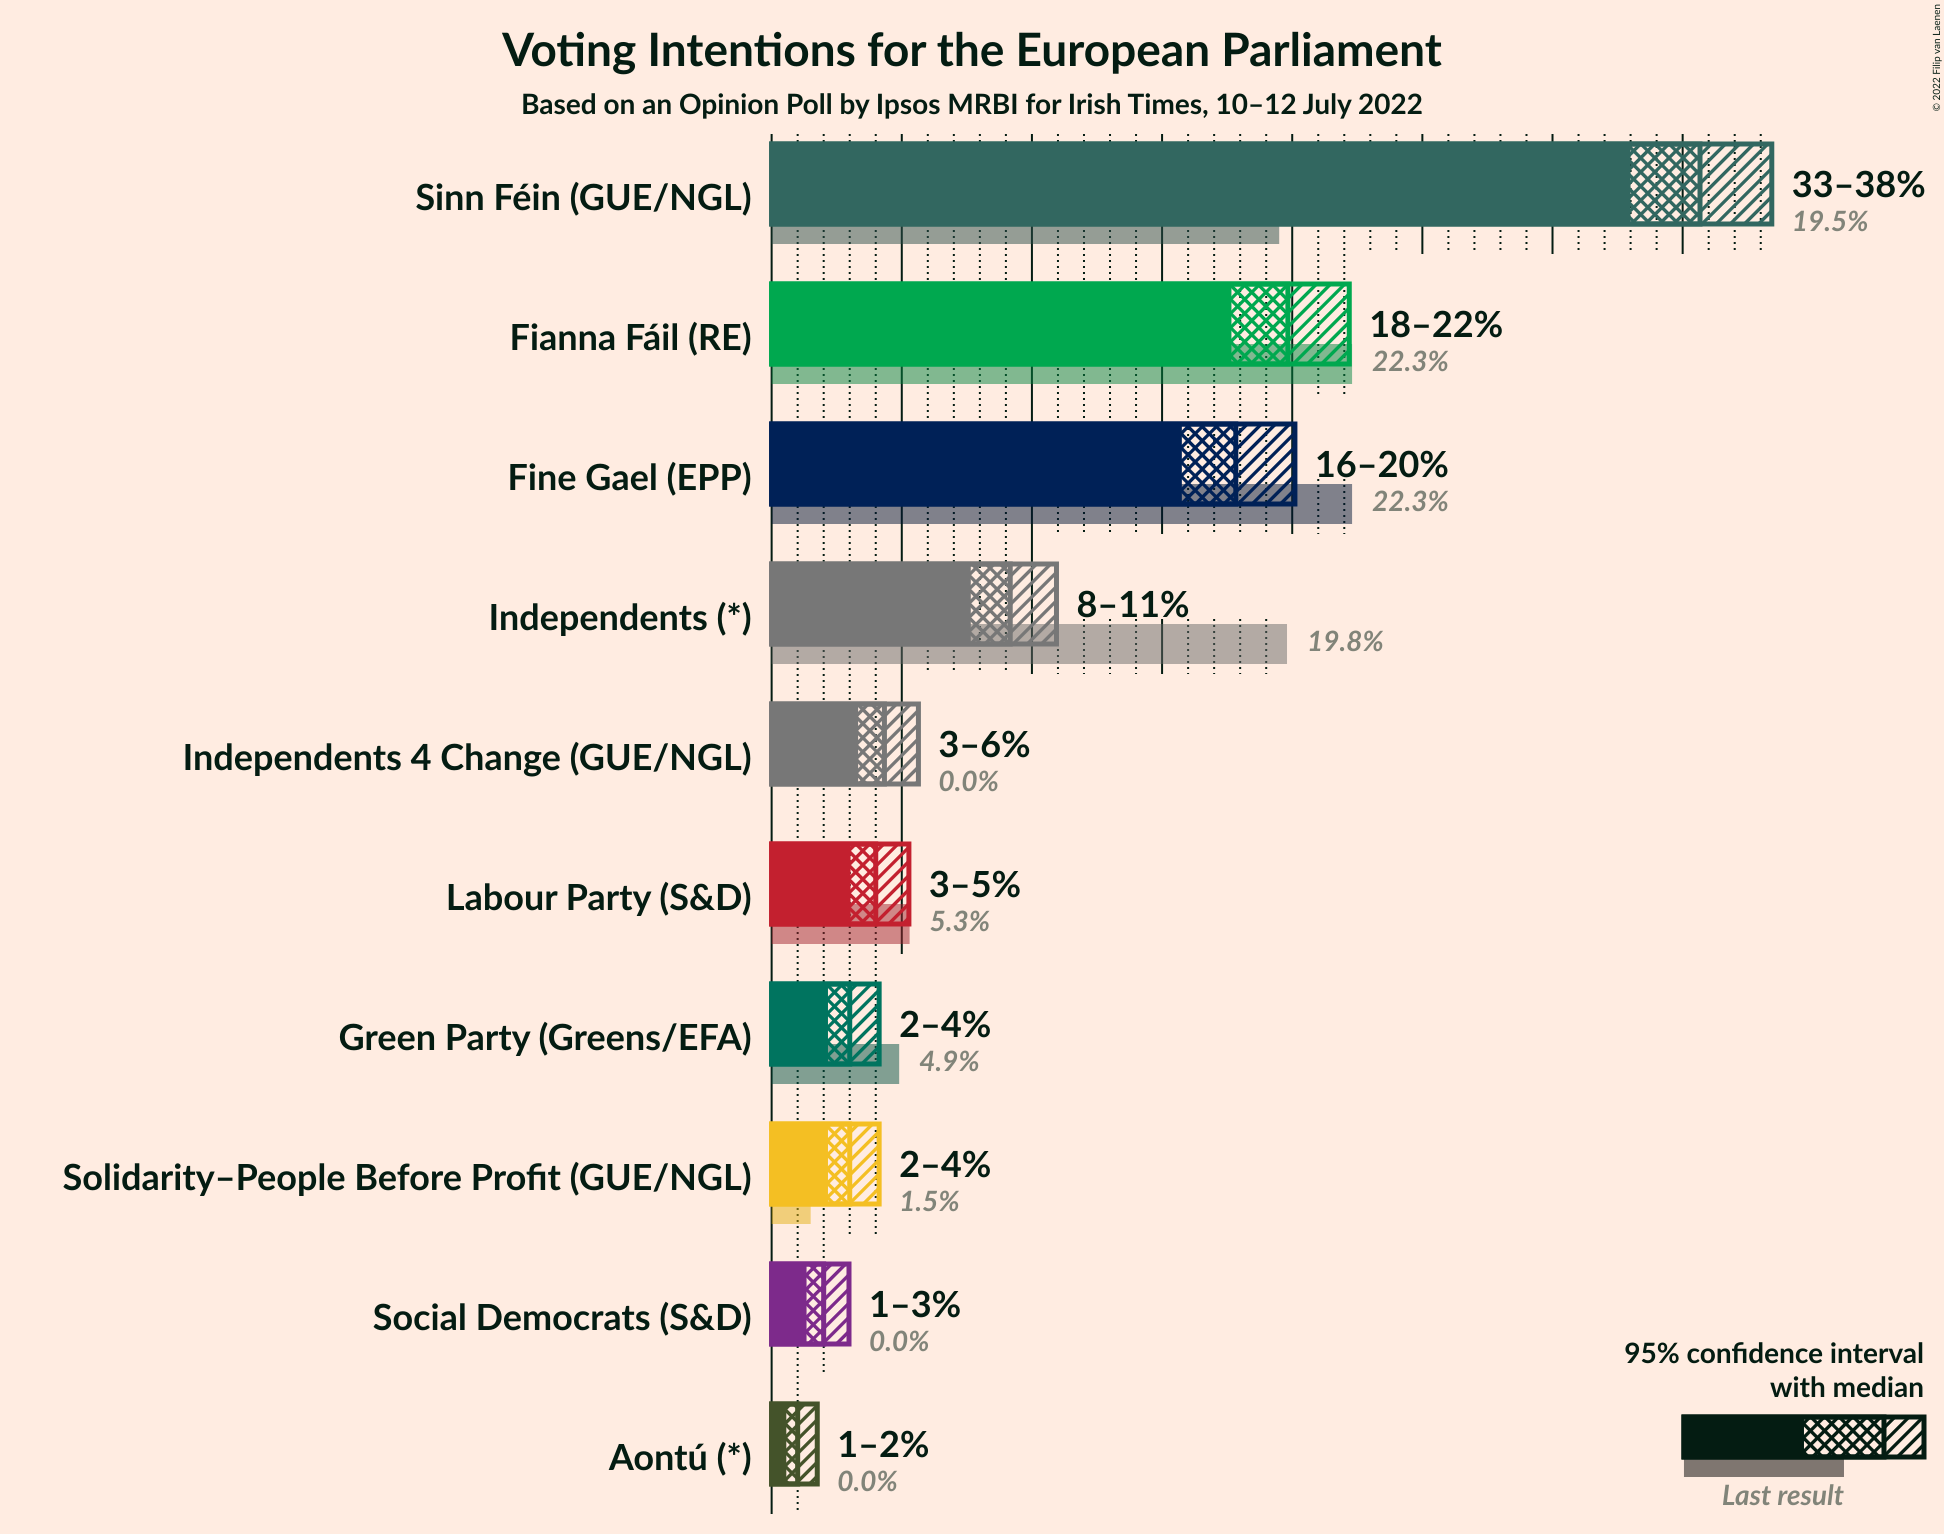 Voting Intentions for the European Parliament
Based on an Opinion Poll by Ipsos MRBI for Irish Times, 10–12 July 2022
© 2022 Filip van Laenen
Sinn Féin (GUE/NGL)
33–38%
19.5%
Fianna Fáil (RE)
18–22%
22.3%
Fine Gael (EPP)
16–20%
22.3%
Independents (*)
8–11%
19.8%
Independents 4 Change (GUE/NGL)
3–6%
0.0%
Labour Party (S&D)
3–5%
5.3%
Green Party (Greens/EFA)
2–4%
4.9%
Solidarity–People Before Profit (GUE/NGL)
2–4%
1.5%
Social Democrats (S&D)
1–3%
0.0%
Aontú (*)
1–2%
0.0%
95% confidence interval
with median
Last result